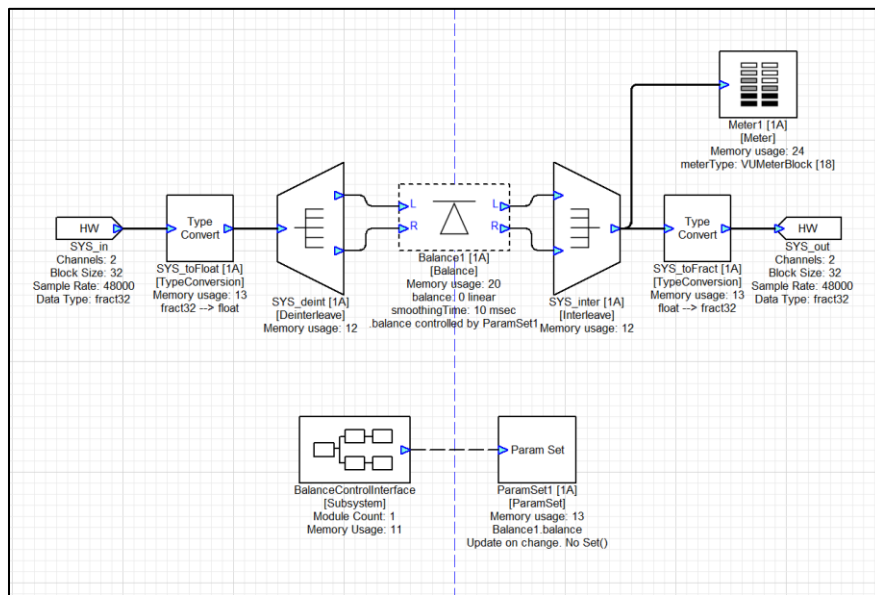 HW
SYS_in
Channels: 2
Block Size: 32
Sample Rate: 48000
Data Type: fract32
Type
Convert
SYS_toFloat [1A]
[TypeConversion]
Memory usage: 13
fract32 --> float
SYS_deint [1A]
[Deinterleave]
Memory usage: 12
L
R
L
R
Balance1 [1A]
[Balance]
Memory usage: 20
balance: 0 linear
smoothingTime: 10 msec
.balance controlled by ParamSet1
SYS_inter [1A]
[Interleave]
Memory usage: 12
Meter1 [1A]
[Meter]
Memory usage: 24
meterType: VUMeterBlock [18]
Type
Convert
SYS_toFract [1A]
[TypeConversion]
Memory usage: 13
float --> fract32
HW
SYS_out
Channels: 2
Block Size: 32
Sample Rate: 48000
Data Type: fract32
BalanceControlInterface
[Subsystem]
Module Count: 1
Memory Usage: 11
Param Set
ParamSet1 [1A]
[ParamSet]
Memory usage: 13
Balance1.balance
Update on change. No Set()